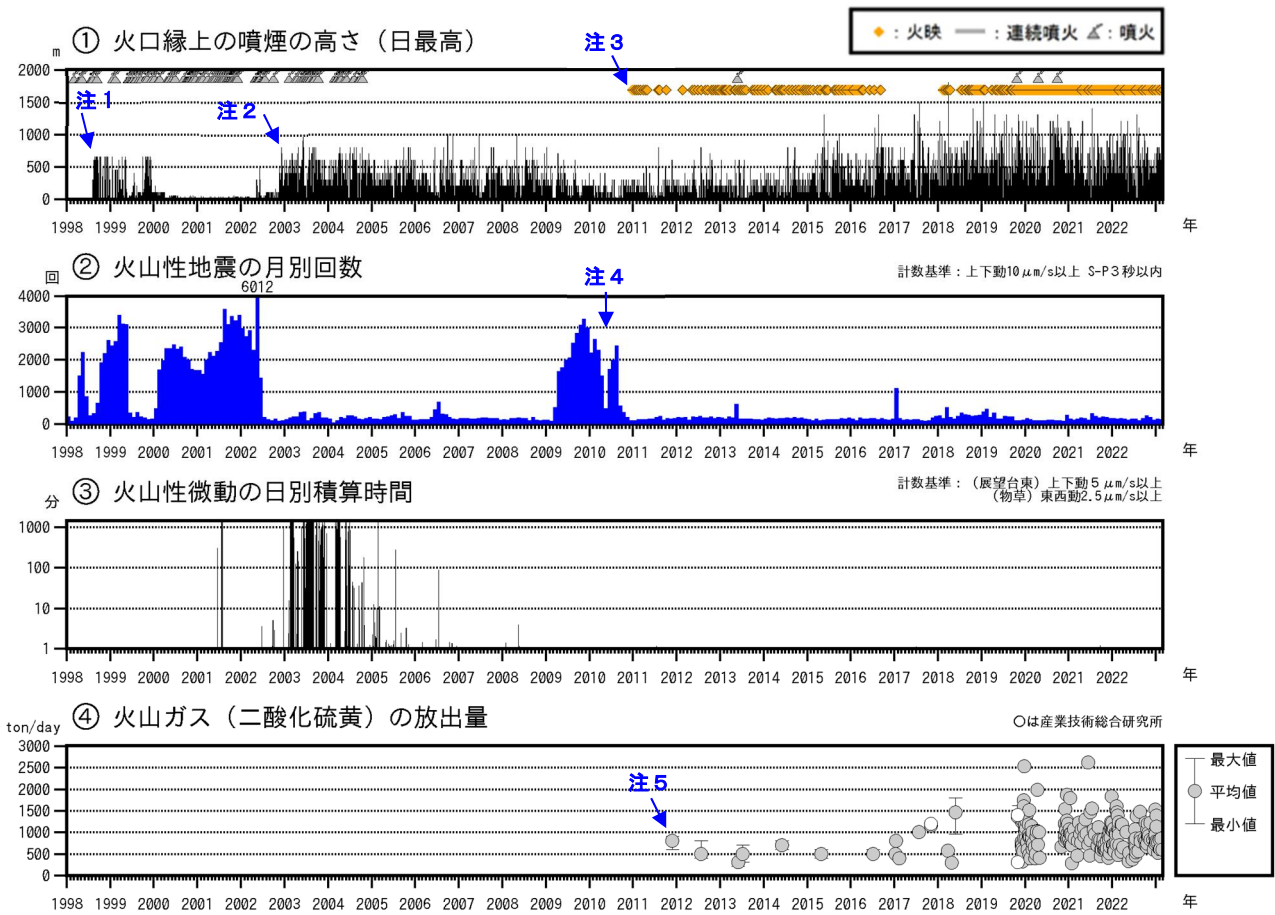 ◆：火映 ━━：連続噴火 ：噴火
① 火口縁上の噴煙の高さ（日最高）
m
注３
2000
1500
1000
500
0
注１
注２
1998 1999 2000 2001 2002 2003 2004 2005 2006 2007 2008 2009 2010 2011 2012 2013 2014 2015 2016 2017 2018 2019 2020 2021 2022 年
② 火山性地震の月別回数
回
計数基準：上下動10μm/s以上 S-P３秒以内
6012
注４
4000
3000
2000
1000
0
1998 1999 2000 2001 2002 2003 2004 2005 2006 2007 2008 2009 2010 2011 2012 2013 2014 2015 2016 2017 2018 2019 2020 2021 2022 年
③ 火山性微動の日別積算時間
分
計数基準：（展望台東）上下動５μm/s以上
（物草）東西動2.5μm/s以上
1000
100
10
1
1998 1999 2000 2001 2002 2003 2004 2005 2006 2007 2008 2009 2010 2011 2012 2013 2014 2015 2016 2017 2018 2019 2020 2021 2022 年
④ 火山ガス（二酸化硫黄）の放出量
ton/day
○は産業技術総合研究所
3000
2500
2000
1500
1000
500
0
注５
最大値
平均値
最小値
1998 1999 2000 2001 2002 2003 2004 2005 2006 2007 2008 2009 2010 2011 2012 2013 2014 2015 2016 2017 2018 2019 2020 2021 2022 年